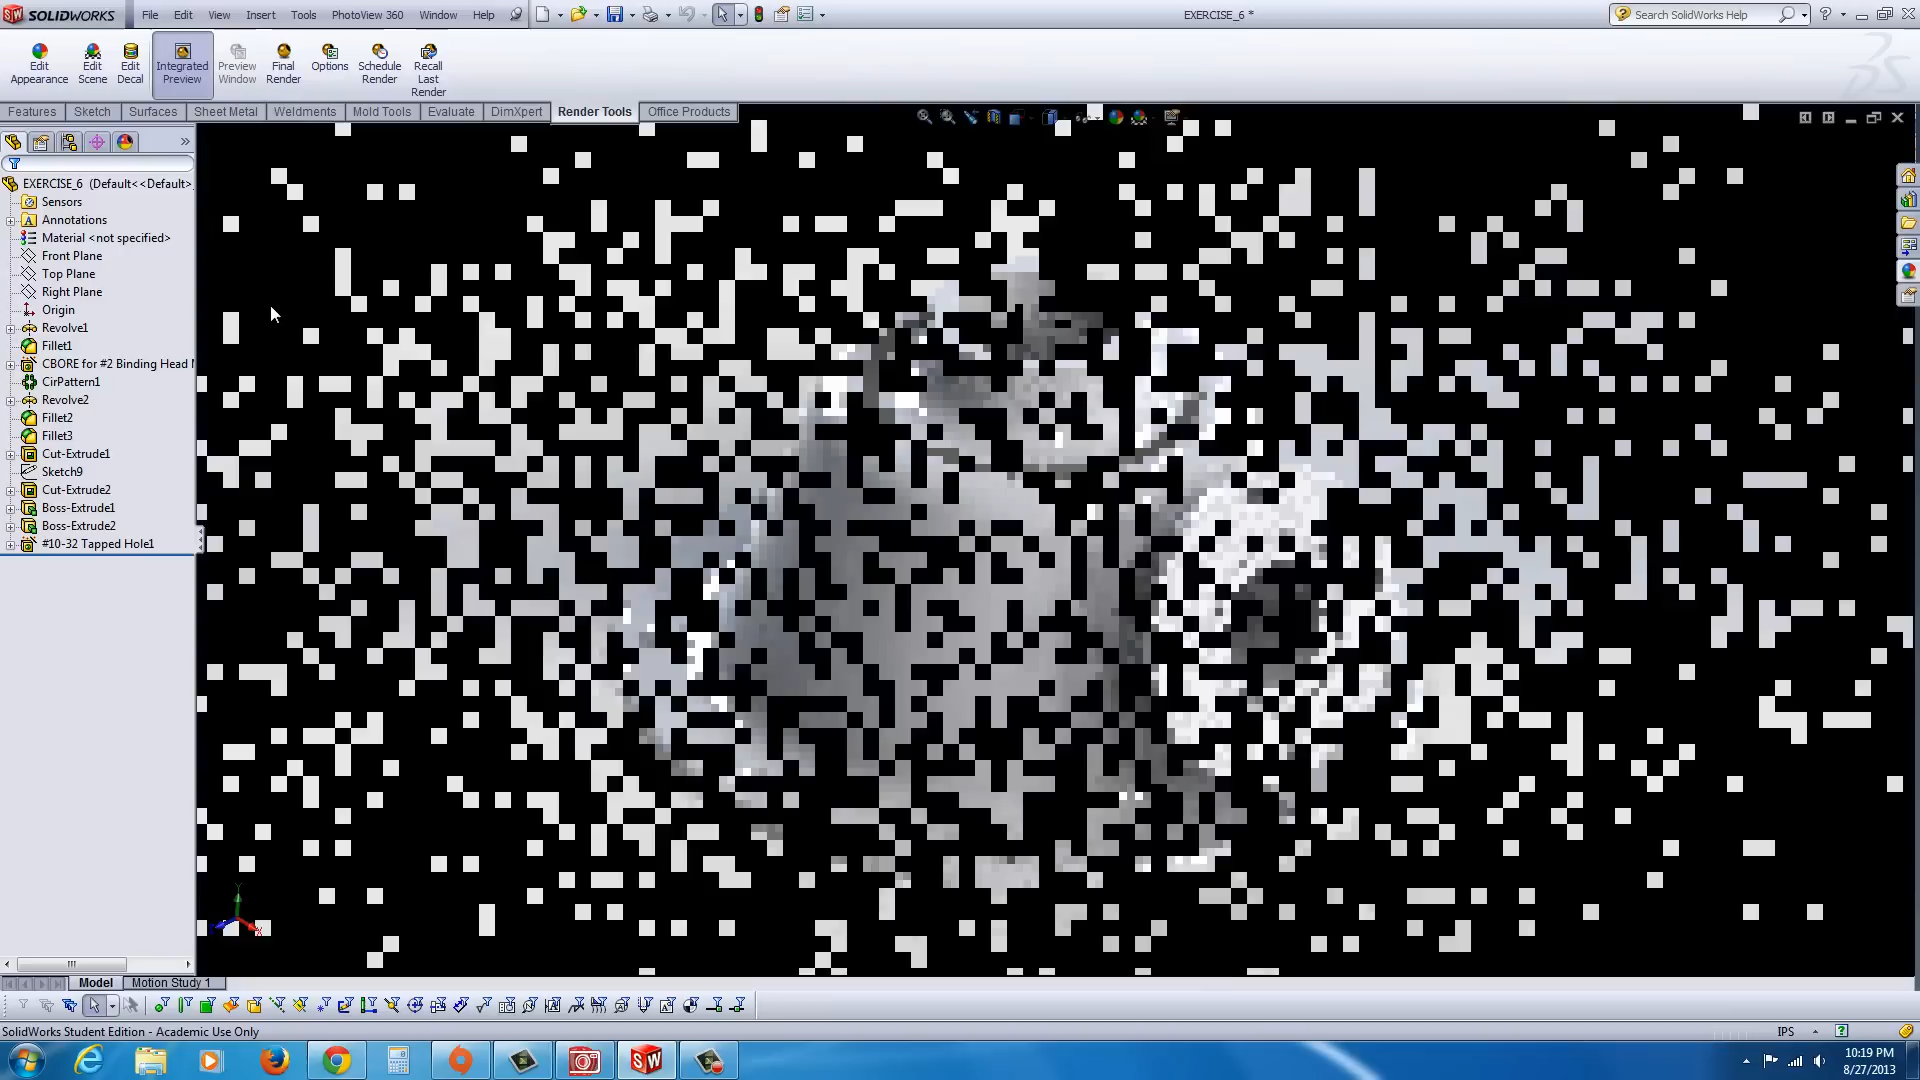 SOLIDWORKS File Edit View Insert Tools PhotoView 360 Window Help EXERCISE_6 * Search SolidWorks Help
Edit Appearance
Edit Scene
Edit Decal
Integrated Preview
Preview Window
Final Render
Options
Schedule Render
Recall Last Render
Features Sketch Surfaces Sheet Metal Weldments Mold Tools Evaluate DimXpert Render Tools Office Products
EXERCISE_6 (Default<<Default>
Sensors
Annotations
Material <not specified>
Front Plane
Top Plane
Right Plane
Origin
Revolve1
Fillet1
CBORE for #2 Binding Head
CirPattern1
Revolve2
Fillet2
Fillet3
Cut-Extrude1
Sketch9
Cut-Extrude2
Boss-Extrude1
Boss-Extrude2
#10-32 Tapped Hole1
Y
X
Model Motion Study 1
SolidWorks Student Edition - Academic Use Only IPS
10:19 PM
8/27/2013